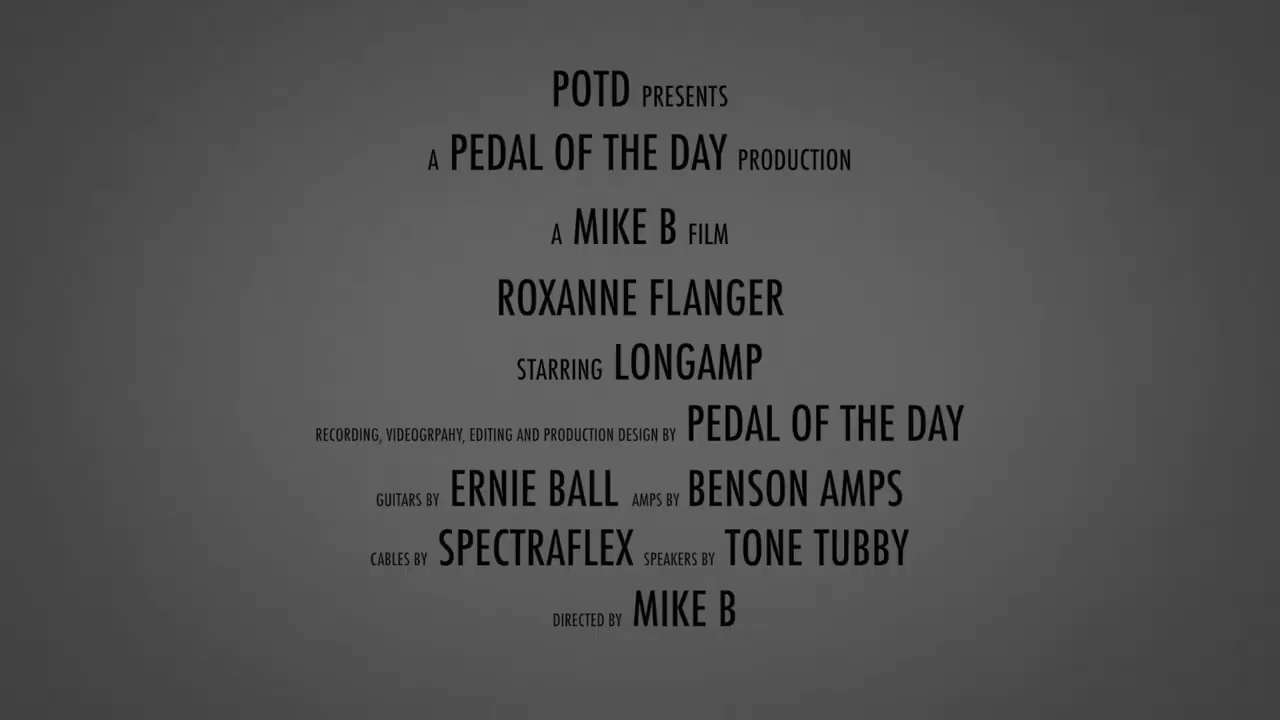 POTD PRESENTS
A PEDAL OF THE DAY PRODUCTION
A MIKE B FILM
ROXANNE FLANGER
STARRING LONGAMP
RECORDING, VIDEOGRPAHY, EDITING AND PRODUCTION DESIGN BY PEDAL OF THE DAY
GUITARS BY ERNIE BALL AMPS BY BENSON AMPS
CABLES BY SPECTRAFLEX SPEAKERS BY TONE TUBBY
DIRECTED BY MIKE B